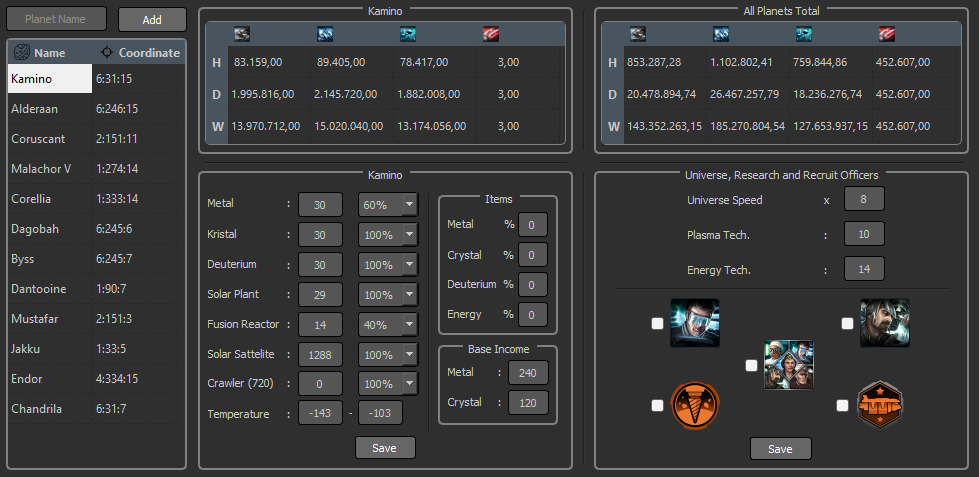 Planet Name Add
Name Coordinate
Kamino 6:31:15
Alderaan 6:246:15
Coruscant 2:151:11
Malachor V 1:274:14
Corellia 1:333:14
Dagobah 6:245:6
Byss 6:245:7
Dantooine 1:90:7
Mustafar 2:151:3
Jakku 1:33:5
Endor 4:334:15
Chandrila 6:31:7
Kamino
H 83.159,00 89.405,00 78.417,00 3,00
D 1.995.816,00 2.145.720,00 1.882.008,00 3,00
W 13.970.712,00 15.020.040,00 13.174.056,00 3,00
All Planets Total
H 853.287,28 1.102.802,41 759.844,86 452.607,00
D 20.478.894,74 26.467.257,79 18.236.276,74 452.607,00
W 143.352.263,15 185.270.804,54 127.653.937,15 452.607,00
Kamino
Metal : 30 60%
Kristal : 30 100%
Deuterium : 30 100%
Solar Plant : 29 100%
Fusion Reactor : 14 40%
Solar Sattelite : 1288 100%
Crawler (720) : 0 100%
Temperature : -143 - -103
Save
Items
Metal % 0
Crystal % 0
Deuterium % 0
Energy % 0
Base Income
Metal : 240
Crystal : 120
Universe, Research and Recruit Officers
Universe Speed x 8
Plasma Tech. : 10
Energy Tech. : 14
Save